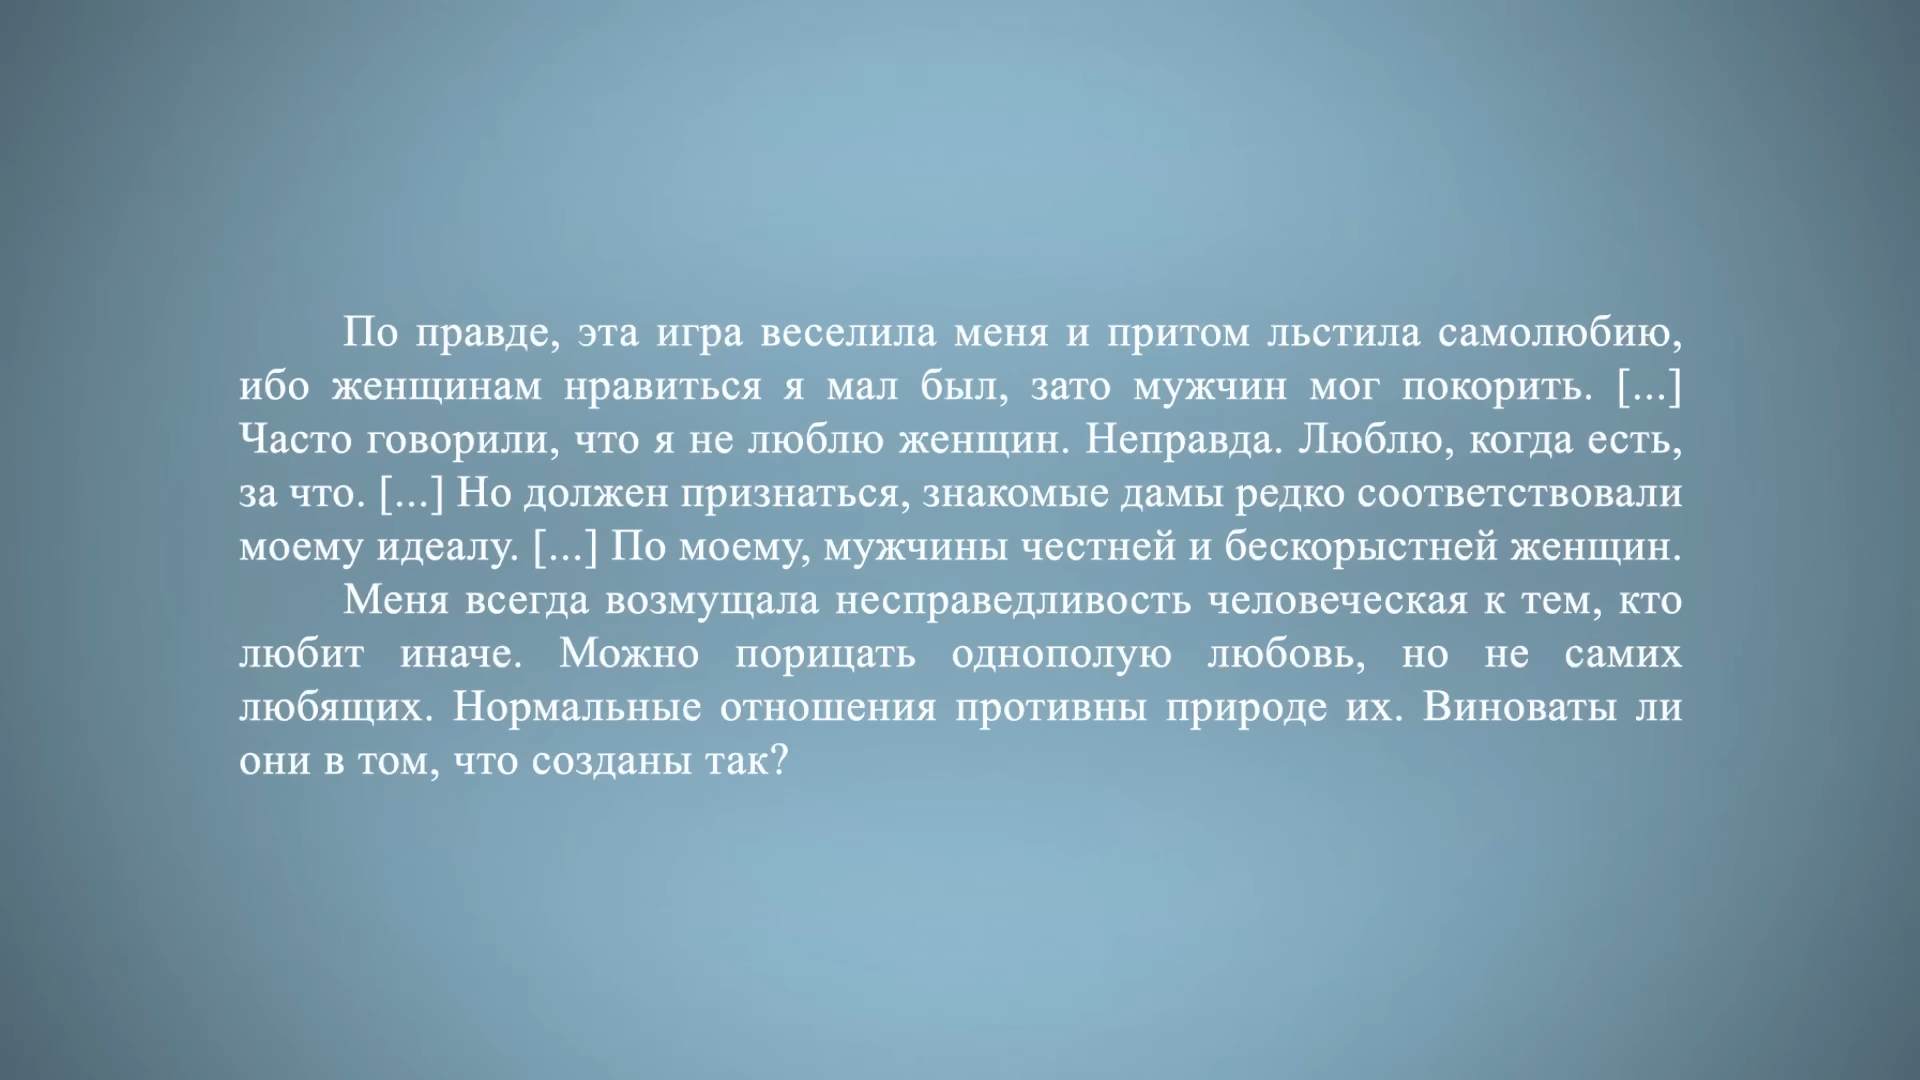 По правде, эта игра веселила меня и притом льстила самолюбию,
ибо женщинам нравиться я мал был, зато мужчин мог покорить. [...]
Часто говорили, что я не люблю женщин. Неправда. Люблю, когда есть,
за что. [...] Но должен признаться, знакомые дамы редко соответствовали
моему идеалу. [...] По моему, мужчины честней и бескорыстней женщин.
Меня всегда возмущала несправедливость человеческая к тем, кто
любит иначе. Можно порицать однополую любовь, но не самих
любящих. Нормальные отношения противны природе их. Виноваты ли
они в том, что созданы так?